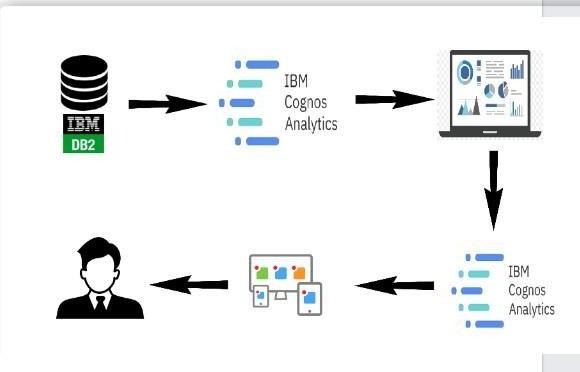 IBM
Cognos
Analytics
IBM
DB2
IBM
Cognos
Analytics